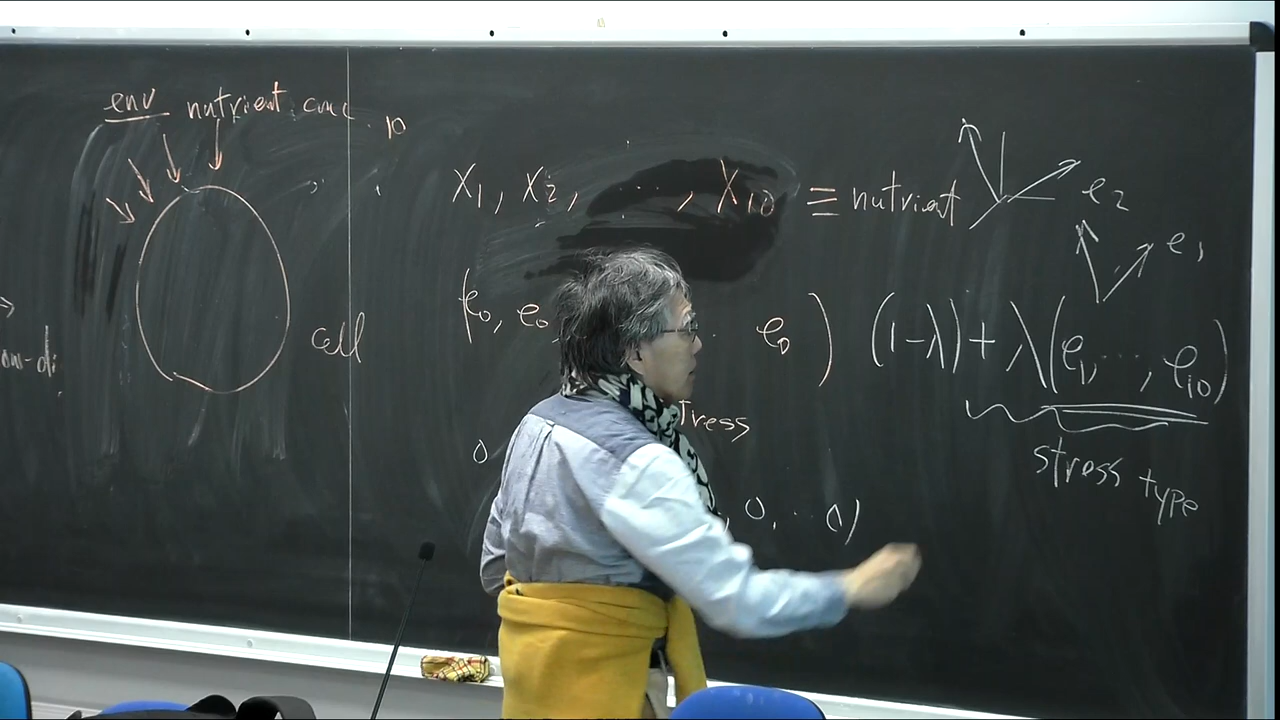 env nutrient conc
10
x₁, x₂, ..., x₁₀ = nutrient
e₂
e₁
(e₀, e₀ . e₀) (1-λ) + λ(e₁, ..., e₁₀)
cell
0
stress type
, 0, .. 0)